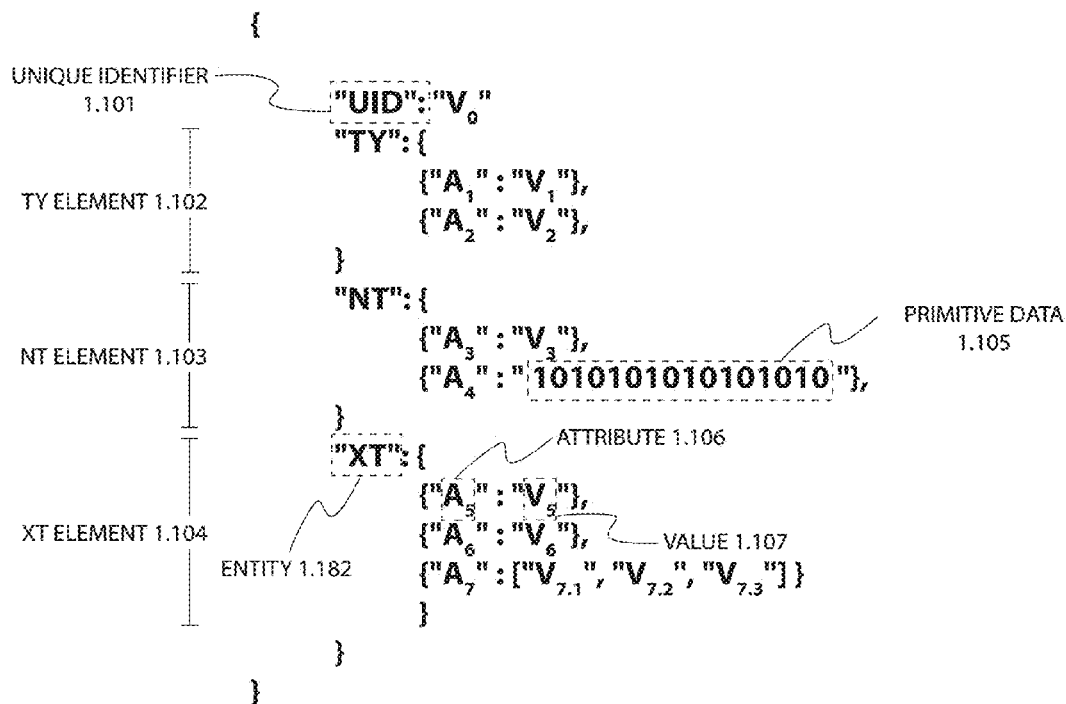 {
UNIQUE IDENTIFIER
1.101
"UID": "V₀"
"TY": {
{"A₁" : "V₁"},
TY ELEMENT 1.102
{"A₂" : "V₂"},
}
"NT": {
PRIMITIVE DATA
1.105
{"A₃" : "V₃"},
NT ELEMENT 1.103
{"A₄" : "1010101010101010"},
}
ATTRIBUTE 1.106
"XT": {
{"A₅" : "V₅"},
XT ELEMENT 1.104
{"A₆" : "V₆"},
VALUE 1.107
ENTITY 1.182
{"A₇" : ["V₇.₁", "V₇.₂", "V₇.₃"] }
}
}
}